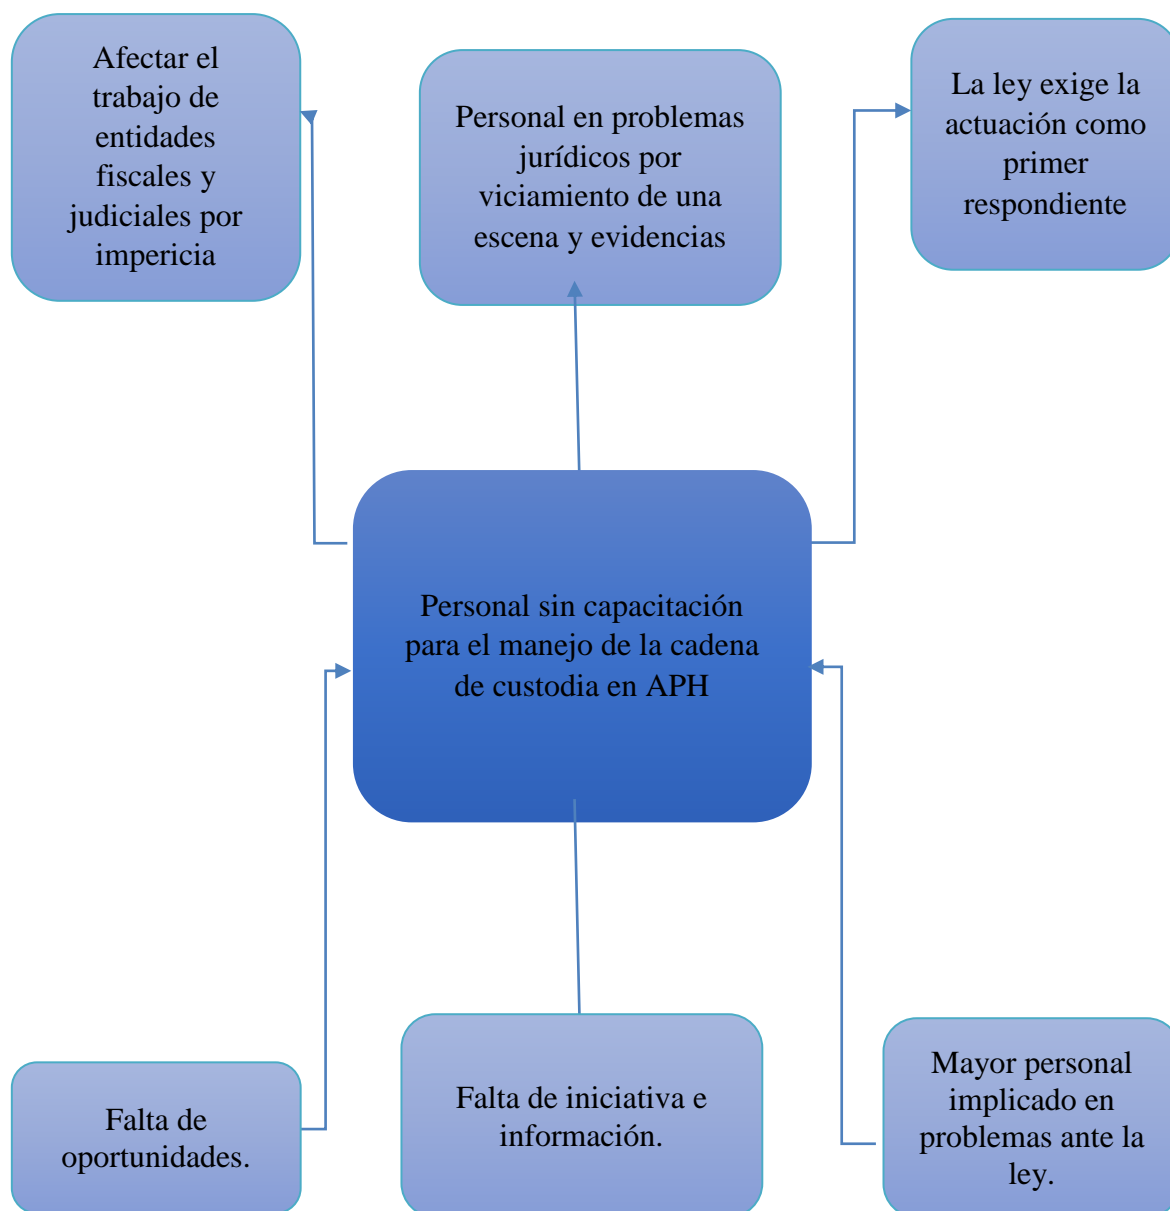 Afectar el
trabajo de
entidades
fiscales y
judiciales por
impericia
Personal en problemas
jurídicos por
viciamiento de una
escena y evidencias
La ley exige la
actuación como
primer
respondiente
Personal sin capacitación
para el manejo de la cadena
de custodia en APH
Falta de
oportunidades.
Falta de iniciativa e
información.
Mayor personal
implicado en
problemas ante la
ley.